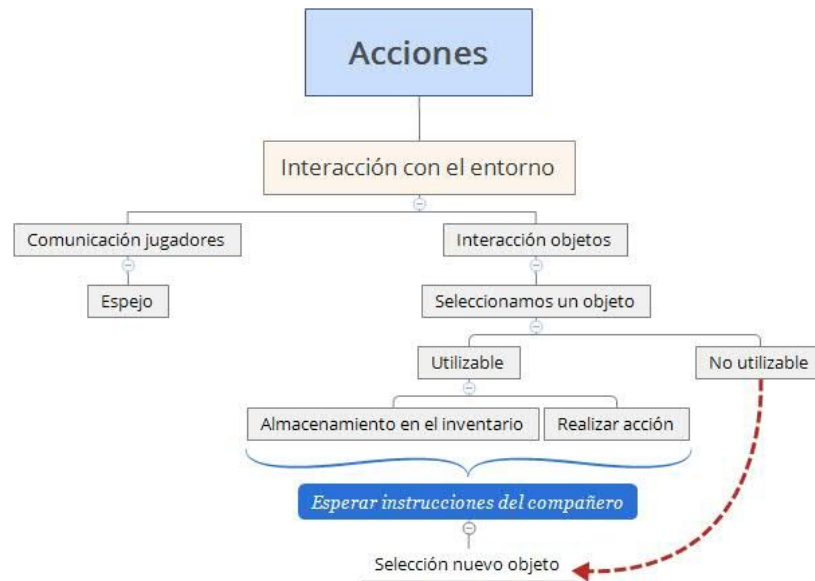 Acciones
Interacción con el entorno
Comunicación jugadores
Interacción objetos
Espejo
Seleccionamos un objeto
Utilizable
No utilizable
Almacenamiento en el inventario
Realizar acción
Esperar instrucciones del compañero
Selección nuevo objeto